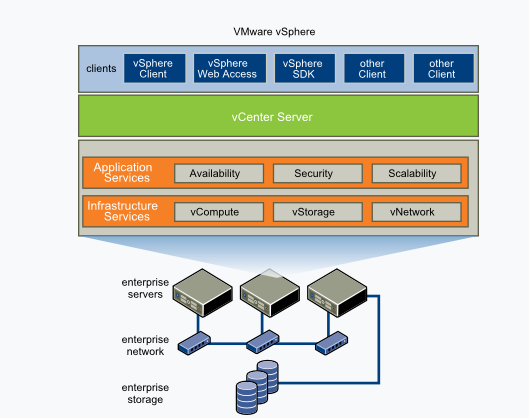 VMware vSphere
clients
vSphere
Client
vSphere
Web Access
vSphere
SDK
other
Client
other
Client
vCenter Server
Application
Services
Availability
Security
Scalability
Infrastructure
Services
vCompute
vStorage
vNetwork
enterprise
servers
enterprise
network
enterprise
storage